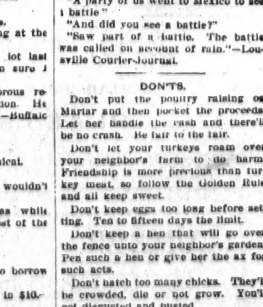 "A party of us went to Mexico to see
a battle"
"And did you see a battle?"
"Saw part of a battle. The battle
was called on account of rain."—Lou-
sville Courier-Journal.
ng at the
lot last
n sure I
orous re-
ion. He
—Buffalo
ical.
wouldn't
as while
st of the
o borrow
in $10.-
DON'TS.
Don't put the poultry raising on
Martar and then pocket the proceeds.
Let her handle the cash and there'll
be no crash. Be fair to the fair.
Don't let your turkeys roam over
your neighbor's farm to do harm.
Friendship is more precious than tur-
key meat, so follow the Golden Rule
and all keep sweet.
Don't keep eggs too long before set-
ting. Ten to fifteen days the limit.
Don't keep a hen that will go over
the fence unto your neighbor's garden.
Pen such a hen or give her the ax for
such acts.
Don't hatch too many chicks. They'll
be crowded, die or not grow. You'll
get disgusted and busted.